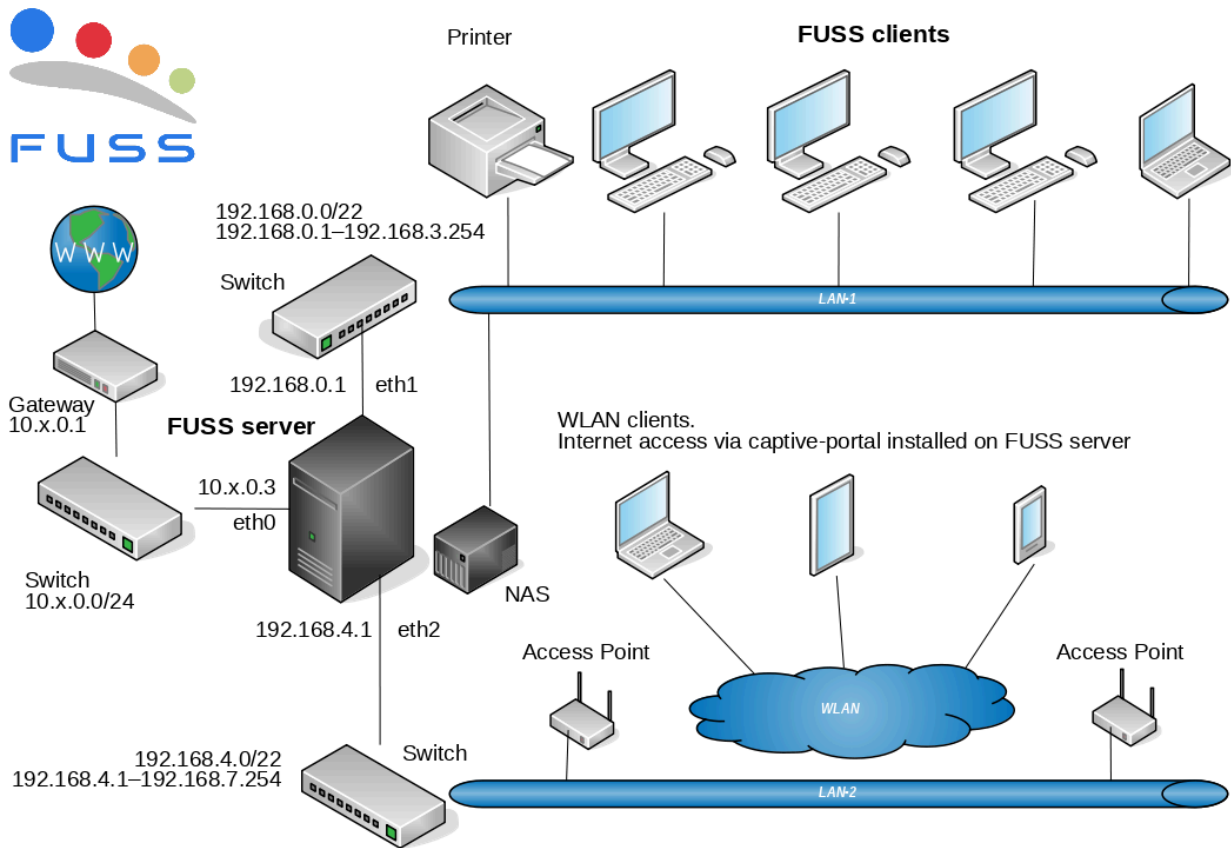 FUSS
Printer
FUSS clients
192.168.0.0/22
192.168.0.1–192.168.3.254
WWW
Switch
LAN-1
192.168.0.1
eth1
Gateway
10.x.0.1
FUSS server
WLAN clients.
Internet access via captive-portal installed on FUSS server
10.x.0.3
eth0
Switch
10.x.0.0/24
NAS
192.168.4.1
eth2
Access Point
Access Point
WLAN
192.168.4.0/22
192.168.4.1–192.168.7.254
Switch
LAN-2